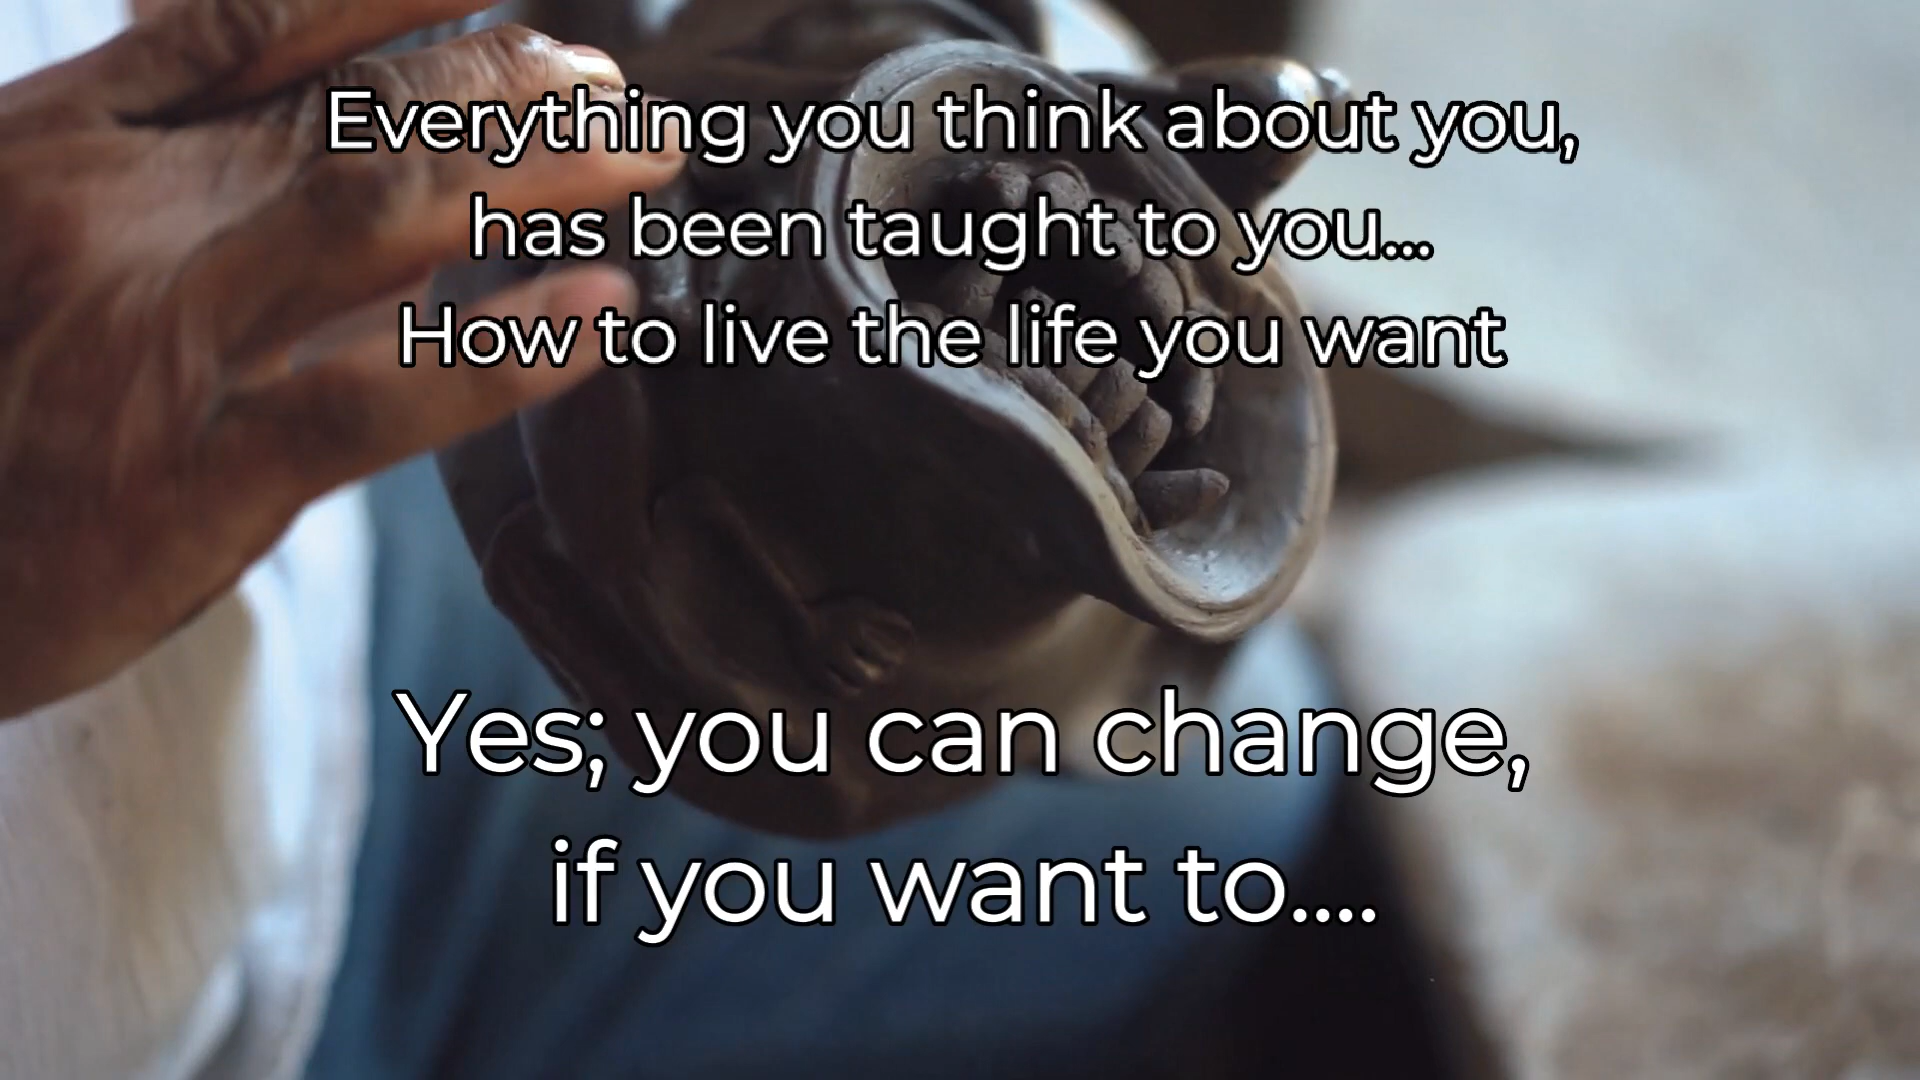 Everything you think about you,
has been taught to you...
How to live the life you want
Yes; you can change,
if you want to....